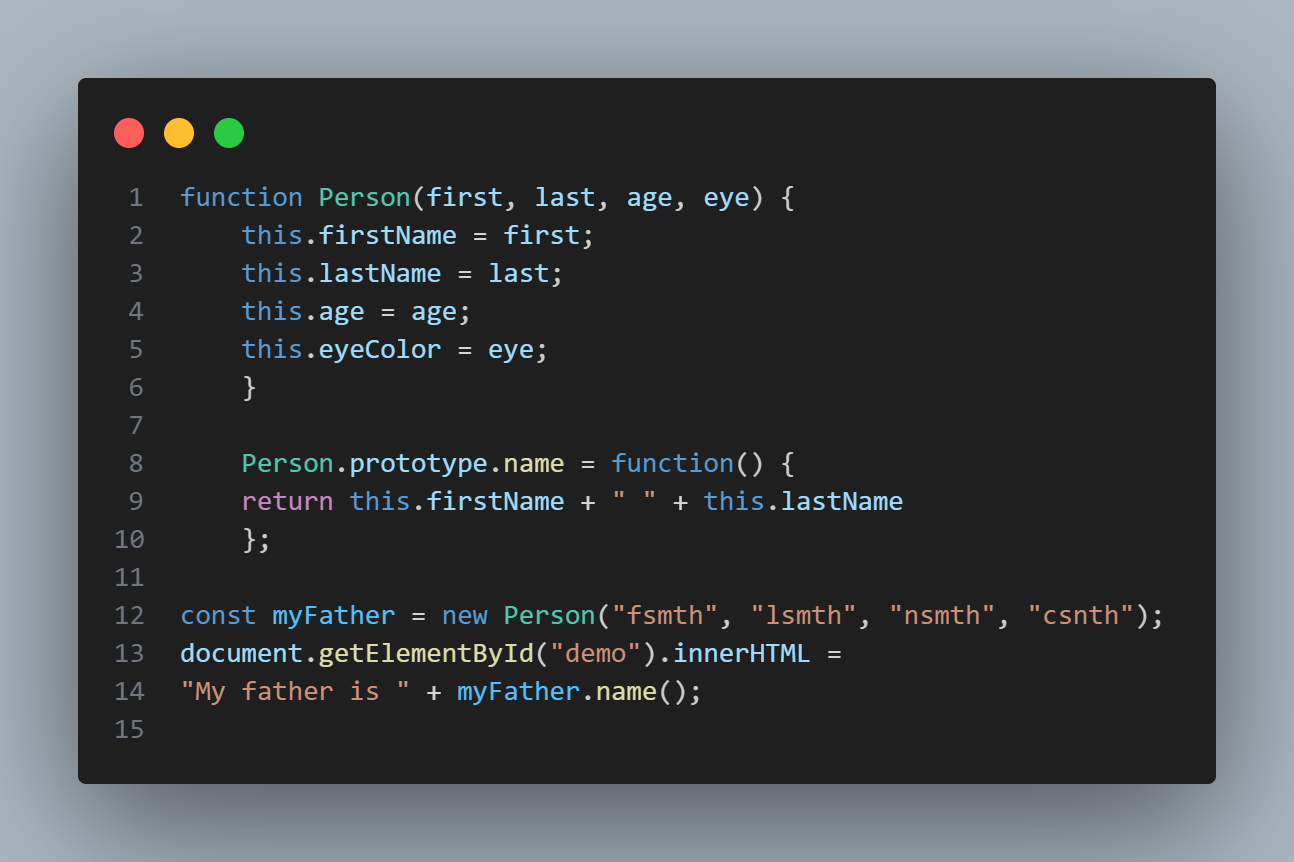 1 function Person(first, last, age, eye) {
2     this.firstName = first;
3     this.lastName = last;
4     this.age = age;
5     this.eyeColor = eye;
6     }
7
8     Person.prototype.name = function() {
9     return this.firstName + " " + this.lastName
10     };
11
12 const myFather = new Person("fsmth", "lsmth", "nsmth", "csnth");
13 document.getElementById("demo").innerHTML =
14 "My father is " + myFather.name();
15